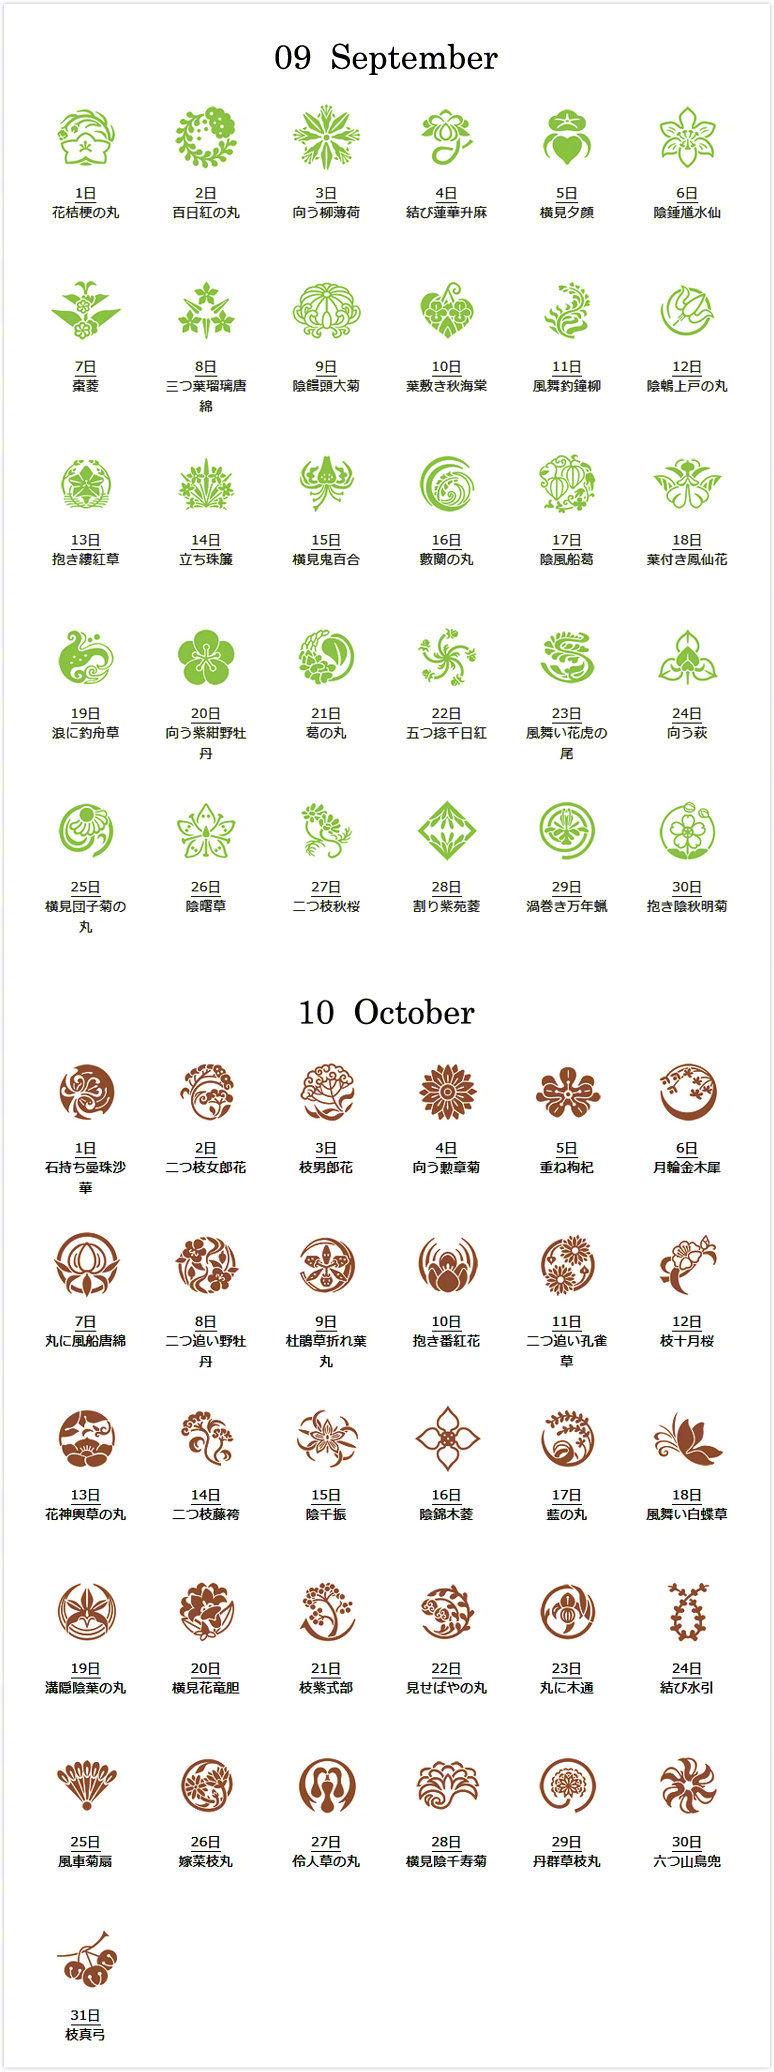 09 September
1日 2日 3日 4日 5日 6日
花桔梗の丸 百日紅の丸 向う柳薄荷 結び蓮華升麻 横見夕顔 陰鍾馗水仙
7日 8日 9日 10日 11日 12日
棗菱 三つ葉瑠璃唐 陰饅頭大菊 葉敷き秋海棠 風舞釣鐘柳 陰鵯上戸の丸
綿
13日 14日 15日 16日 17日 18日
抱き縷紅草 立ち珠簾 横見鬼百合 數蘭の丸 陰風船葛 葉付き鳳仙花
19日 20日 21日 22日 23日 24日
浪に釣舟草 向う紫紺野牡 葛の丸 五つ捻千日紅 風舞い花虎の 向う萩
丹 尾
25日 26日 27日 28日 29日 30日
横見団子菊の 陰曙草 二つ枝秋桜 割り紫苑菱 渦巻き万年蝋 抱き陰秋明菊
丸
10 October
1日 2日 3日 4日 5日 6日
石持ち曼珠沙 二つ枝女郎花 枝男郎花 向う勲章菊 重ね枸杞 月輪金木犀
華
7日 8日 9日 10日 11日 12日
丸に風船唐綿 二つ追い野牡 杜鵑草折れ葉 抱き番紅花 二つ追い孔雀 枝十月桜
丹 丸 草
13日 14日 15日 16日 17日 18日
花神輿草の丸 二つ枝藤袴 陰千振 陰錦木菱 藍の丸 風舞い白蝶草
19日 20日 21日 22日 23日 24日
溝隠陰葉の丸 横見花竜胆 枝紫式部 見せばやの丸 丸に木通 結び水引
25日 26日 27日 28日 29日 30日
風車菊扇 嫁菜枝丸 伶人草の丸 横見陰千寿菊 丹群草枝丸 六つ山鳥兜
31日
枝真弓